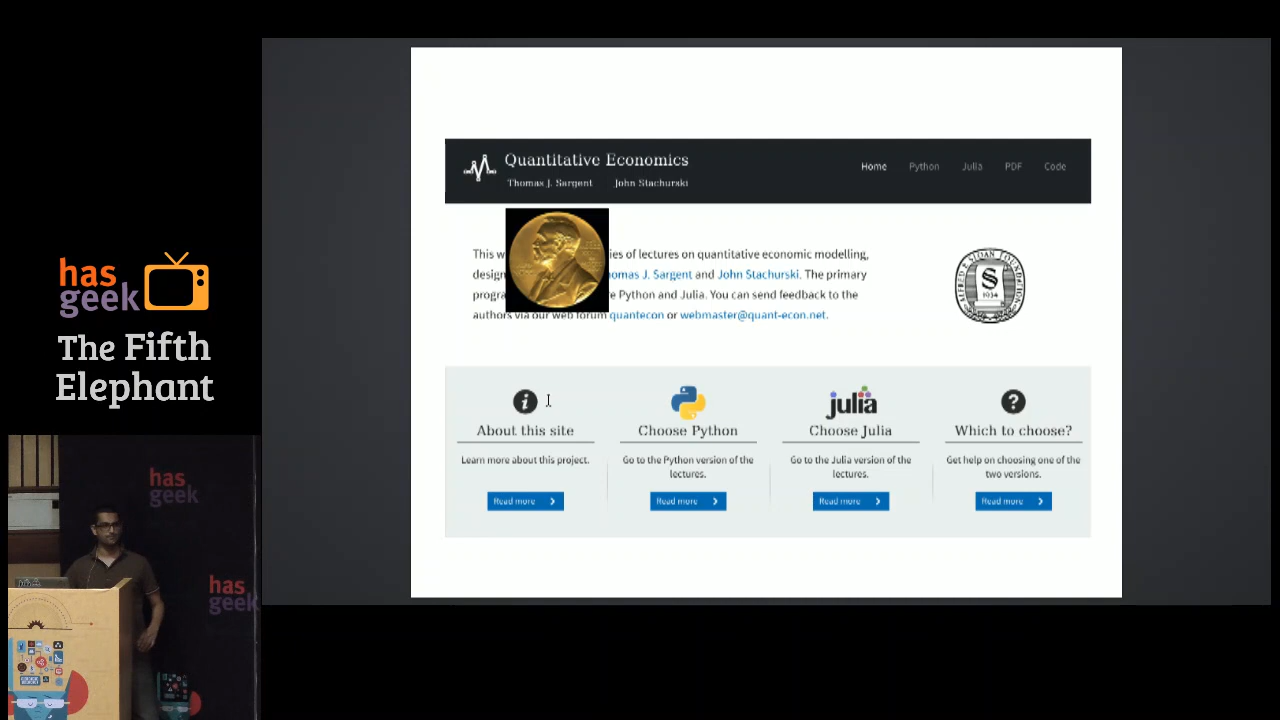 has
geek
The Fifth
Elephant
has
geek
has
geek
Quantitative Economics
Thomas J. Sargent John Stachurski
Home Python Julia PDF Code
This w ies of lectures on quantitative economic modelling,
design omas J. Sargent and John Stachurski. The primary
progra e Python and Julia. You can send feedback to the
authors via our web forum quantecon or webmaster@quant-econ.net.
ALFRED P. SLOAN FOUNDATION
S
1934
i
julia
?
About this site Choose Python Choose Julia Which to choose?
Learn more about this project. Go to the Python version of the Go to the Julia version of the Get help on choosing one of the
lectures. lectures. two versions.
Read more Read more Read more Read more